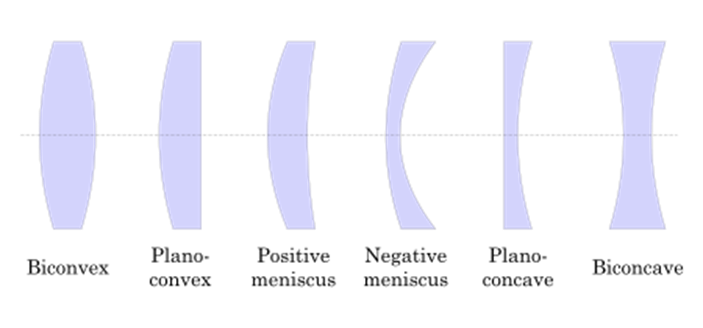 Biconvex
Plano-
convex
Positive
meniscus
Negative
meniscus
Plano-
concave
Biconcave